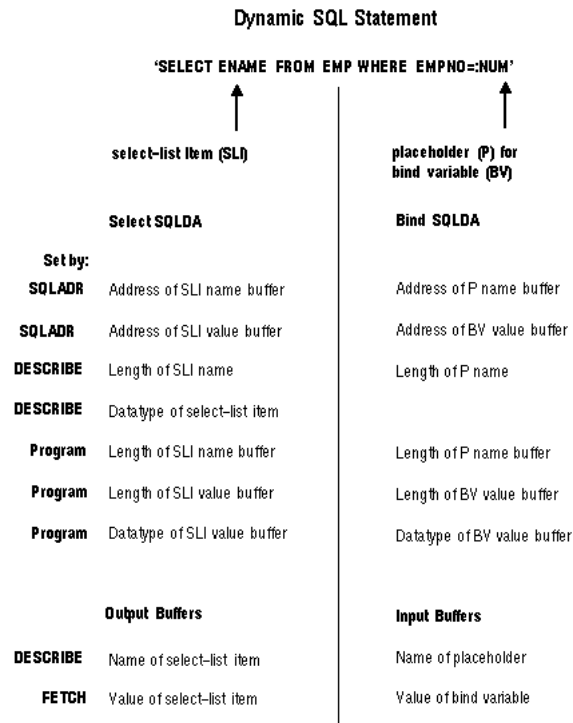 Dynamic SQL Statement
'SELECT ENAME FROM EMP WHERE EMPNO=:NUM'
select-list Item (SLI)
placeholder (P) for
bind variable (BV)
Select SQLDA Bind SQLDA
Set by:
SQLADR Address of SLI name buffer Address of P name buffer
SQLADR Address of SLI value buffer Address of BV value buffer
DESCRIBE Length of SLI name Length of P name
DESCRIBE Datatype of select-list item
Program Length of SLI name buffer Length of P name buffer
Program Length of SLI value buffer Length of BV value buffer
Program Datatype of SLI value buffer Datatype of BV value buffer
Output Buffers Input Buffers
DESCRIBE Name of select-list item Name of placeholder
FETCH Value of select-list item Value of bind variable